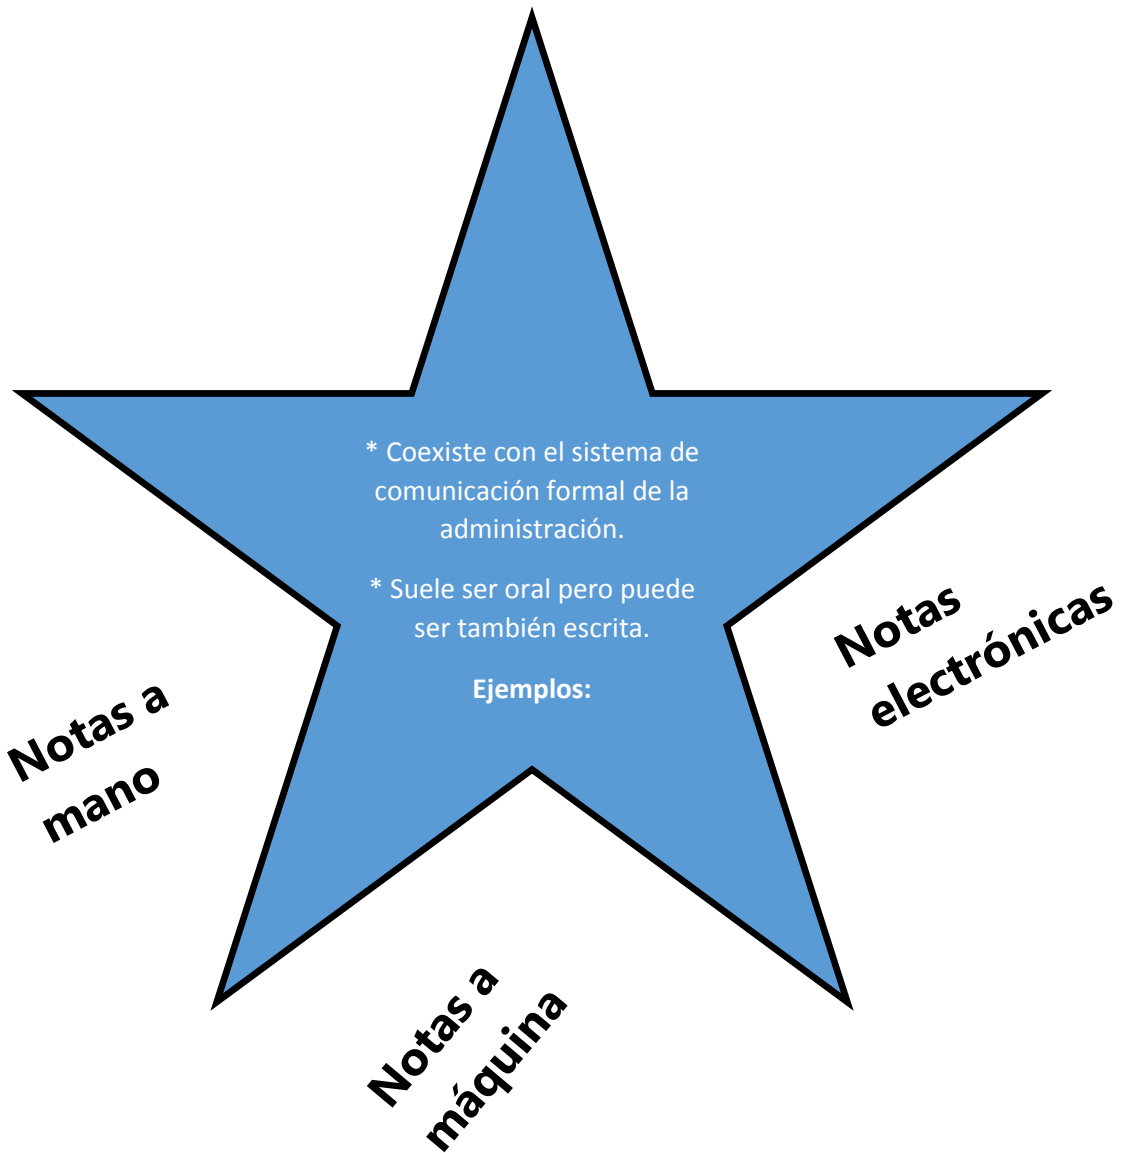 * Coexiste con el sistema de
comunicación formal de la
administración.
* Suele ser oral pero puede
ser también escrita.
Ejemplos:
Notas
electrónicas
Notas a
mano
Notas a
máquina